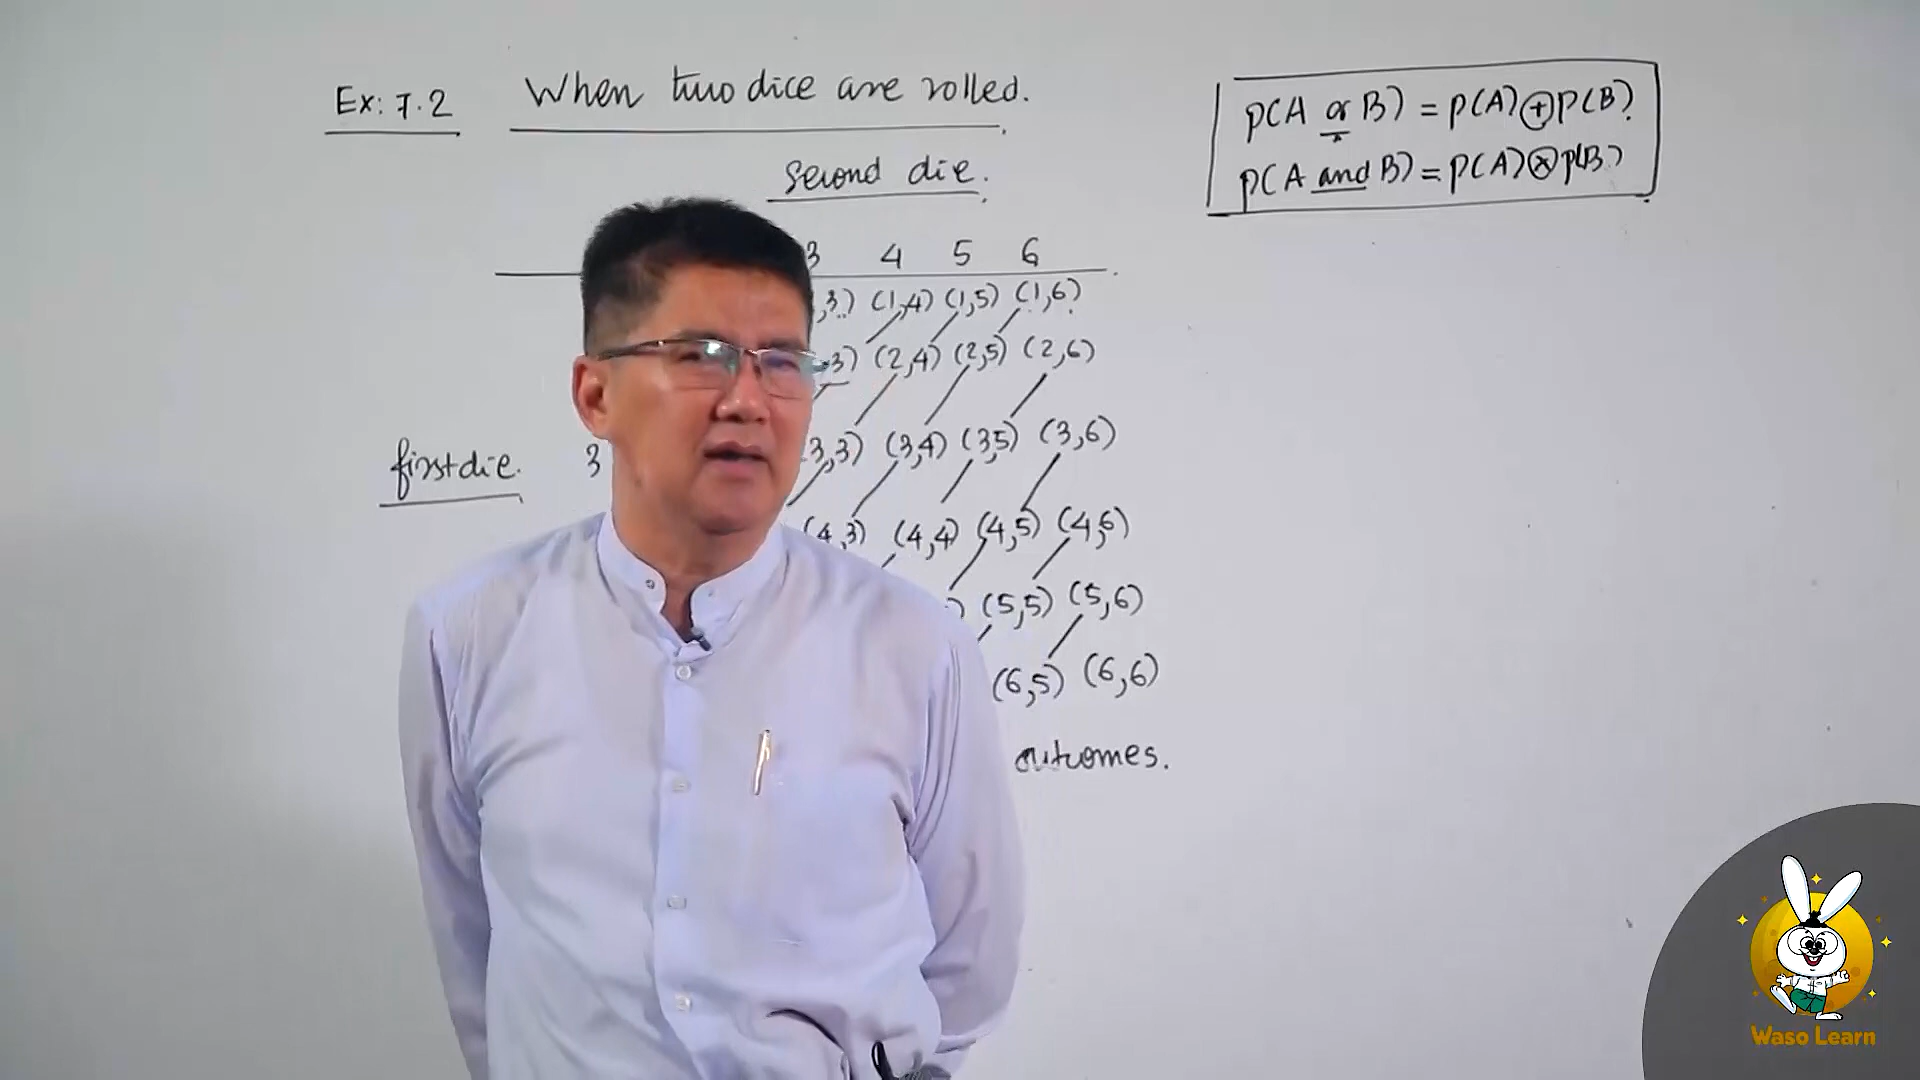 Ex: 7.2 When two dice are rolled.
P(A or B) = P(A) + P(B)
P(A and B) = P(A) × P(B)
Second die.
3 4 5 6
,3) (1,4) (1,5) (1,6)
,3) (2,4) (2,5) (2,6)
first die. 3 3,3) (3,4) (3,5) (3,6)
(4,3) (4,4) (4,5) (4,6)
) (5,5) (5,6)
(6,5) (6,6)
outcomes.
Waso Learn